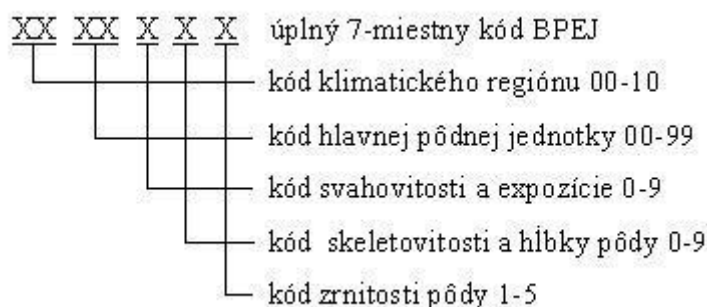 XX XX X X X úplný 7-miestny kód BPEJ
kód klimatického regiónu 00-10
kód hlavnej pôdnej jednotky 00-99
kód svahovitosti a expozície 0-9
kód skeletovitosti a hĺbky pôdy 0-9
kód zrnitosti pôdy 1-5